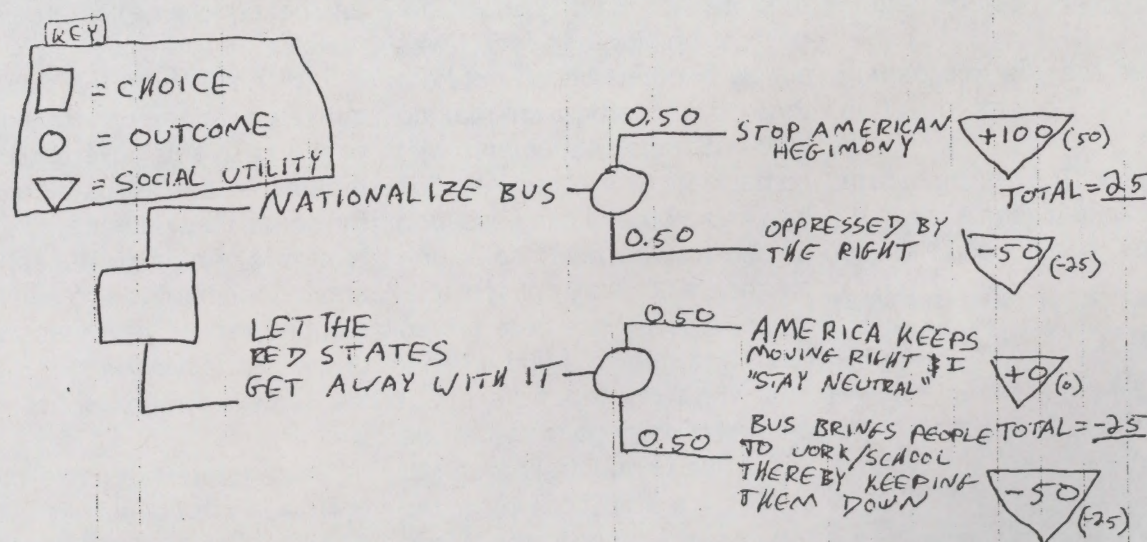 KEY
= CHOICE
= OUTCOME
= SOCIAL UTILITY
NATIONALIZE BUS
0.50
STOP AMERICAN
HEGIMONY
+100 (50)
TOTAL = 25
0.50
OPPRESSED BY
THE RIGHT
-50 (-25)
LET THE
RED STATES
GET AWAY WITH IT
0.50
AMERICA KEEPS
MOVING RIGHT & I
"STAY NEUTRAL"
+0 (0)
TOTAL = -25
0.50
BUS BRINGS PEOPLE
TO WORK/SCHOOL
THEREBY KEEPING
THEM DOWN
-50 (-25)